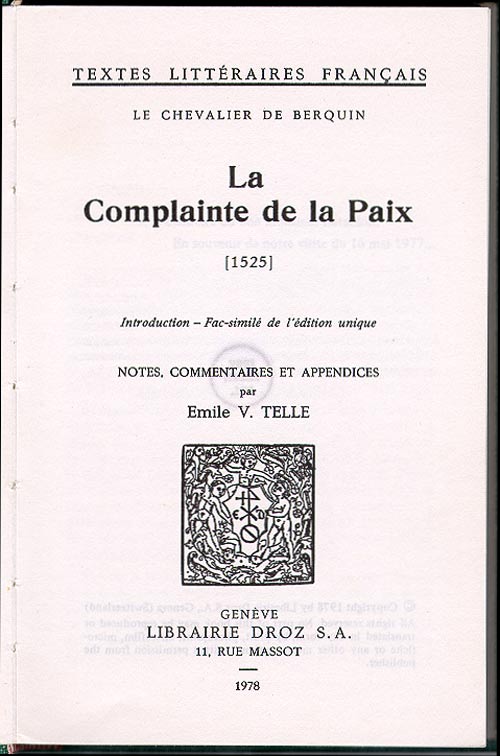 TEXTES LITTÉRAIRES FRANÇAIS
LE CHEVALIER DE BERQUIN
La
Complainte de la Paix
[1525]
Introduction – Fac-similé de l'édition unique
NOTES, COMMENTAIRES ET APPENDICES
par
Emile V. TELLE
GENÈVE
LIBRAIRIE DROZ S.A.
11, RUE MASSOT
1978